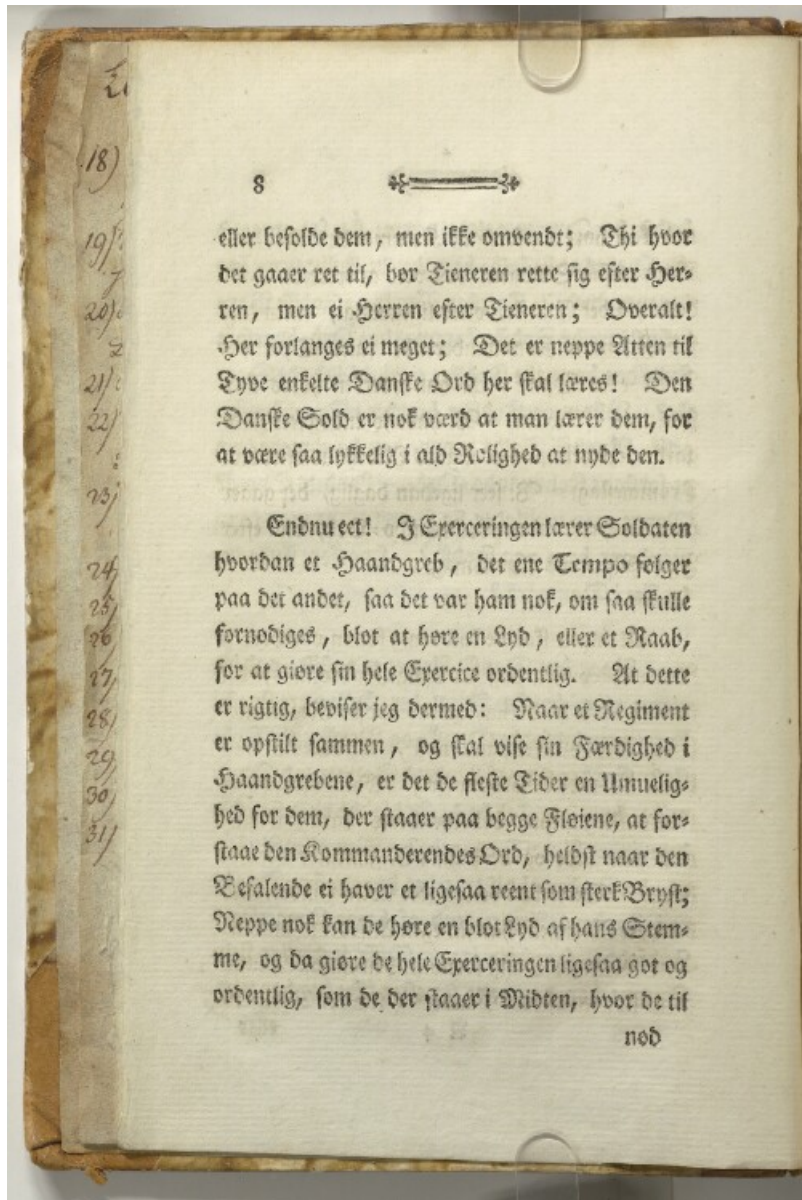 18)
19)
20)
21)
22)
23)
24)
25)
26)
27)
28)
29)
30)
31)
8
eller besolde dem, men ikke omvendt; Thi hvor
det gaaer ret til, bør Tieneren rette sig efter Her-
ren, men ei Herren efter Tieneren; Overalt!
Her forlanges ei meget; Det er neppe Atten til
Tyve enkelte Danske Ord her skal læres! Den
Danske Sold er nok værd at man lærer dem, for
at være saa lykkelig i ald Rolighed at nyde den.
Endnu eet! I Exerceringen lærer Soldaten
hvordan et Haandgreb, det ene Tempo følger
paa det andet, saa det var ham nok, om saa skulle
fornødiges, blot at høre en Lyd, eller et Raab,
for at giøre sin hele Exercice ordentlig. At dette
er rigtig, beviser jeg dermed: Naar et Regiment
er opstilt sammen, og skal vise sin Færdighed i
Haandgrebene, er det de fleste Tider en Umuelig-
hed for dem, der staaer paa begge Fløiene, at for-
staae den Kommanderendes Ord, heldst naar den
Befalende ei haver et ligesaa reent som sterk Bryst;
Neppe nok kan de høre en blot Lyd af hans Stem-
me, og da giøre de hele Exerceringen ligesaa got og
ordentlig, som de der staaer i Midten, hvor de til
nød